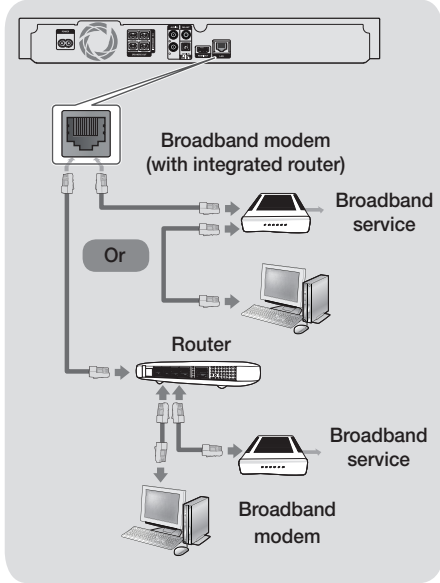 Broadband modem
(with integrated router)
Broadband
service
Or
Router
Broadband
service
Broadband
modem